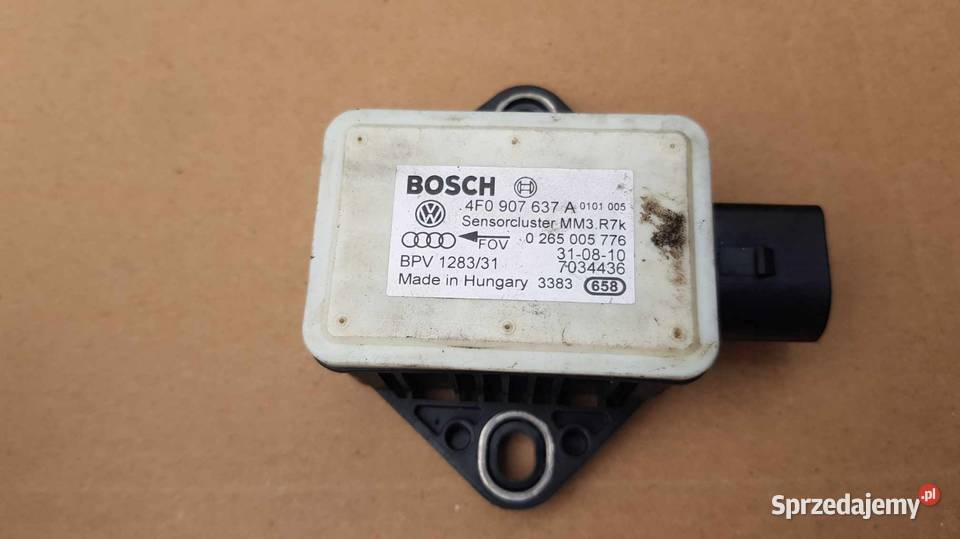 BOSCH
4F0 907 637 A 0101 005
Sensorcluster MM3.R7k
FOV 0 265 005 776
31-08-10
BPV 1283/31 7034436
Made in Hungary 3383 658
Sprzedajemy.pl